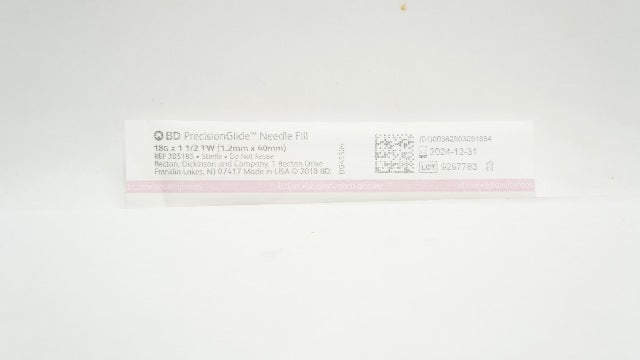 BD PrecisionGlide™ Needle Fill
18G x 1 1/2 TW (1.2mm x 40mm)
REF 305185 • Sterile • Do Not Reuse
Becton, Dickinson and Company, 1 Becton Drive
Franklin Lakes, NJ 07417 Made in USA © 2018 BD.
2024-12-31
LOT 9297763
23